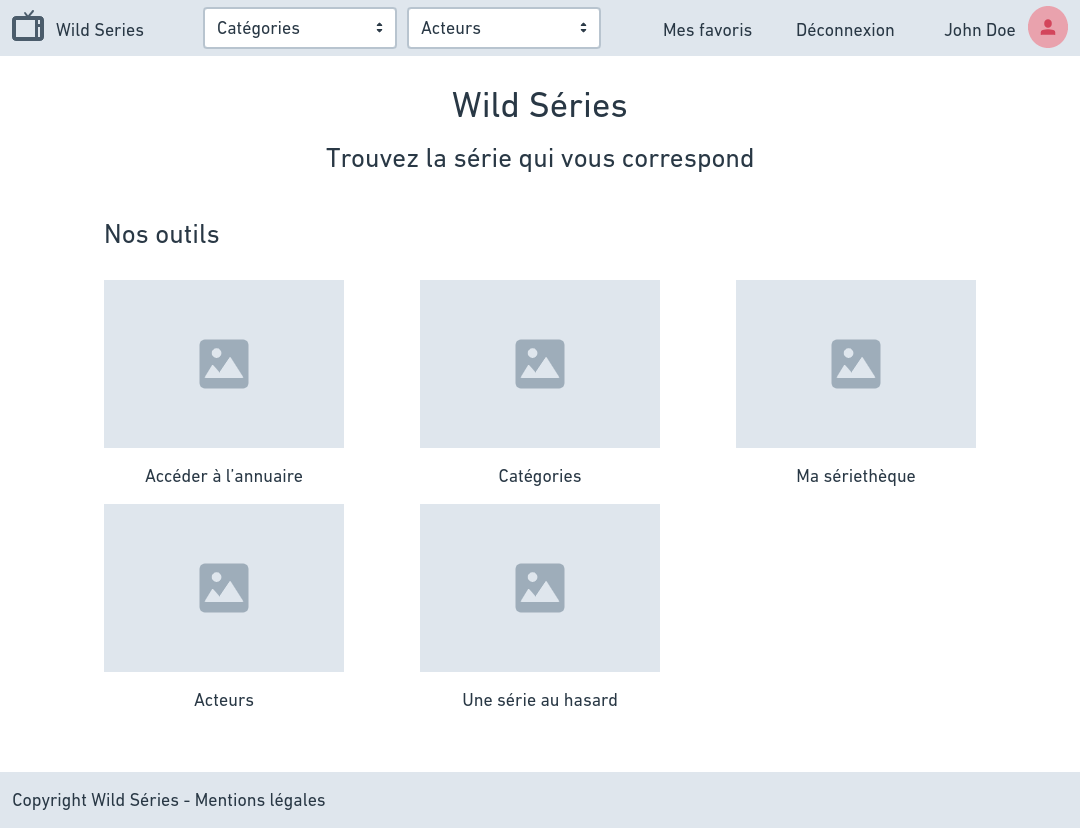 Wild Series
Catégories
Acteurs
Mes favoris
Déconnexion
John Doe
Wild Séries
Trouvez la série qui vous correspond
Nos outils
Accéder à l'annuaire
Catégories
Ma sériethèque
Acteurs
Une série au hasard
Copyright Wild Séries - Mentions légales